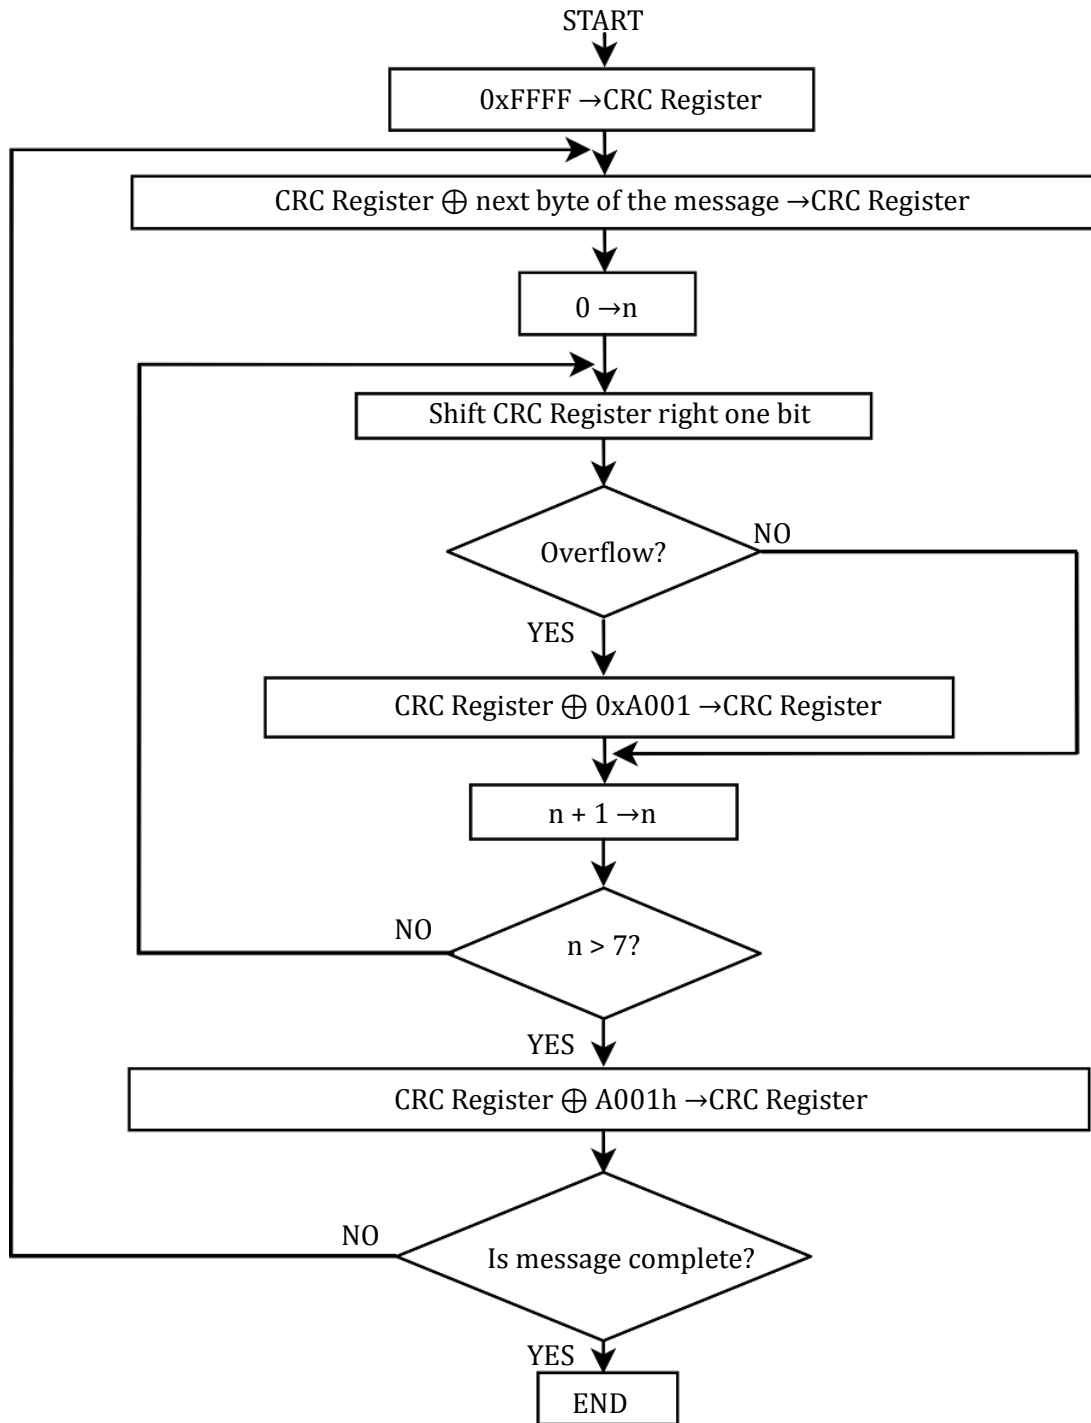 START
0xFFFF →CRC Register
CRC Register ⊕ next byte of the message →CRC Register
0 →n
Shift CRC Register right one bit
Overflow?
NO
YES
CRC Register ⊕ 0xA001 →CRC Register
n + 1 →n
n > 7?
NO
YES
CRC Register ⊕ A001h →CRC Register
Is message complete?
NO
YES
END